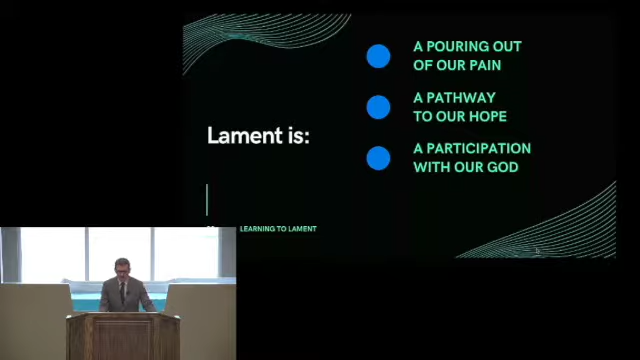 Lament is:
A POURING OUT
OF OUR PAIN
A PATHWAY
TO OUR HOPE
A PARTICIPATION
WITH OUR GOD
LEARNING TO LAMENT